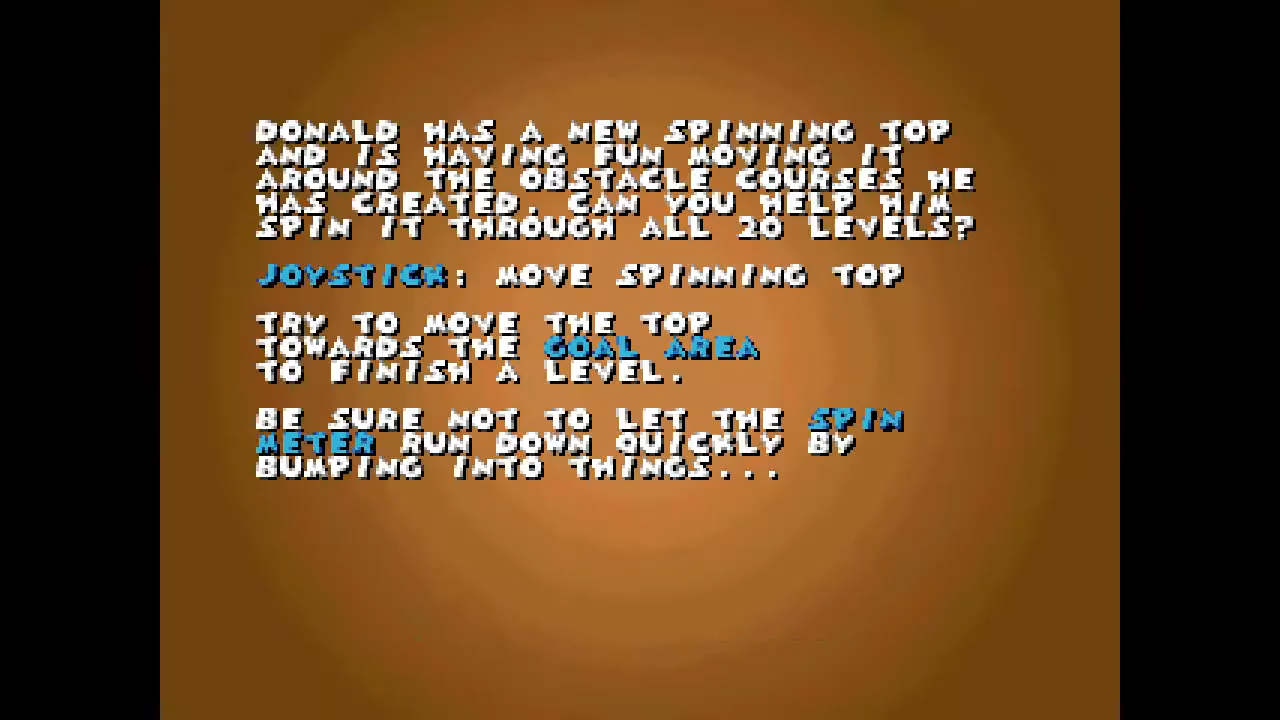 DONALD HAS A NEW SPINNING TOP
AND IS HAVING FUN MOVING IT
AROUND THE OBSTACLE COURSES HE
HAS CREATED. CAN YOU HELP HIM
SPIN IT THROUGH ALL 20 LEVELS?
JOYSTICK: MOVE SPINNING TOP
TRY TO MOVE THE TOP
TOWARDS THE GOAL AREA
TO FINISH A LEVEL.
BE SURE NOT TO LET THE SPIN
METER RUN DOWN QUICKLY BY
BUMPING INTO THINGS...